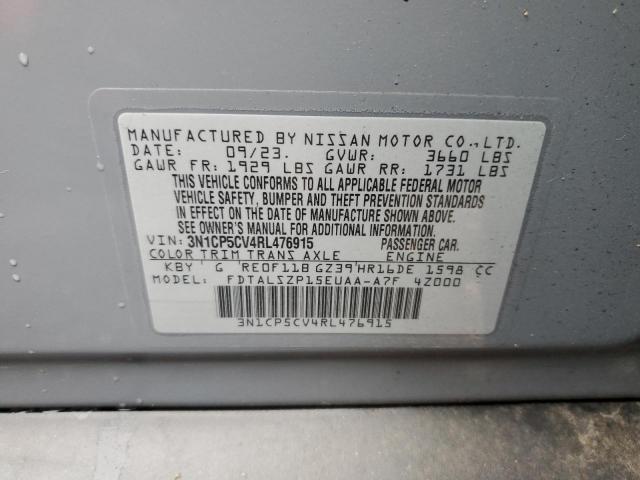 MANUFACTURED BY NISSAN MOTOR CO., LTD.
DATE: 09/23. GVWR: 3660 LBS
GAWR FR: 1929 LBS GAWR RR: 1731 LBS
THIS VEHICLE CONFORMS TO ALL APPLICABLE FEDERAL MOTOR
VEHICLE SAFETY, BUMPER AND THEFT PREVENTION STANDARDS
IN EFFECT ON THE DATE OF MANUFACTURE SHOWN ABOVE.
SEE OWNER'S MANUAL FOR ADDITIONAL INFORMATION.
VIN: 3N1CP5CV4RL476915 PASSENGER CAR.
COLOR TRIM TRANS AXLE ENGINE
KBY G RE0F11B GZ39 HR16DE 1598 CC
MODEL: FDTALSZP15EUAA-A7F 4Z000
3N1CP5CV4RL476915